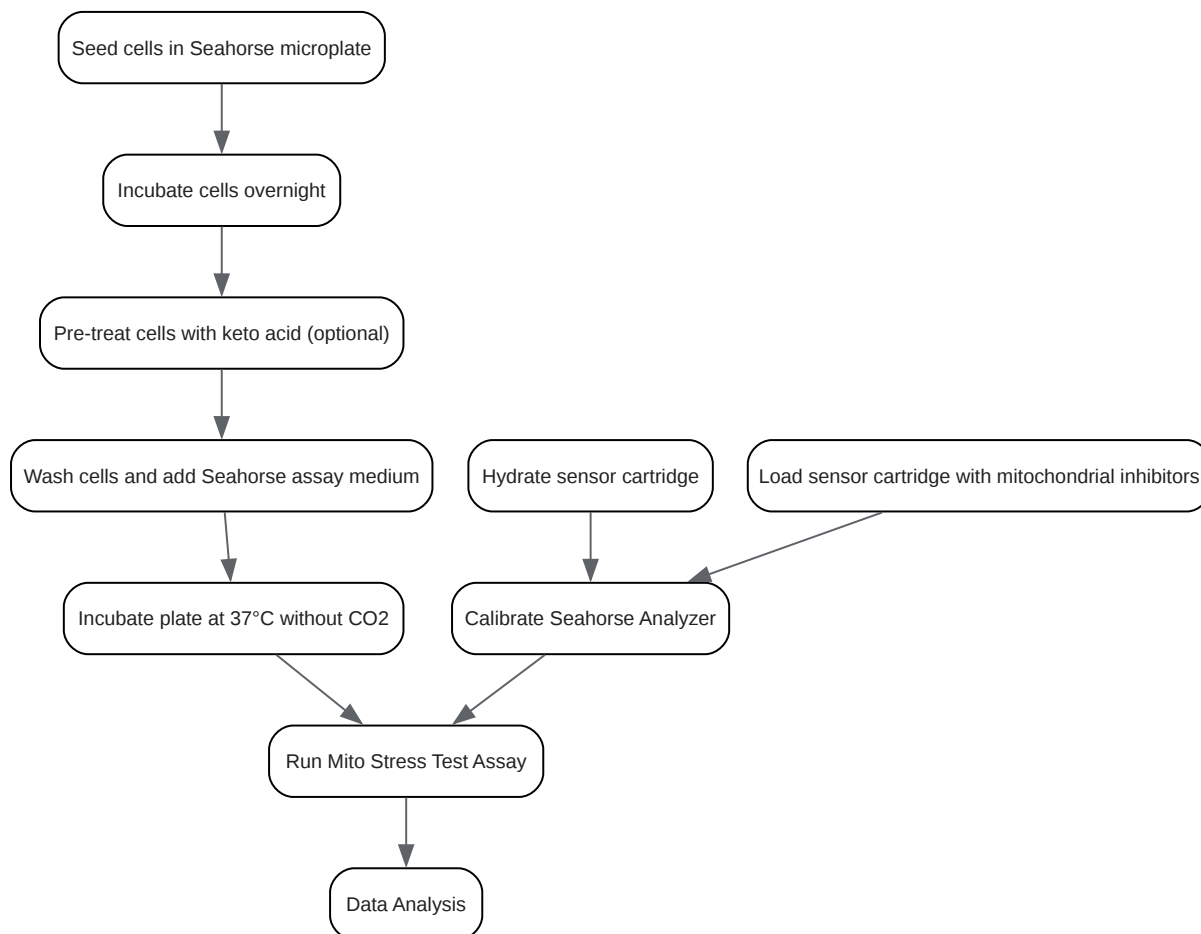 Seed cells in Seahorse microplate
Incubate cells overnight
Pre-treat cells with keto acid (optional)
Wash cells and add Seahorse assay medium
Hydrate sensor cartridge
Load sensor cartridge with mitochondrial inhibitors
Incubate plate at 37°C without CO2
Calibrate Seahorse Analyzer
Run Mito Stress Test Assay
Data Analysis